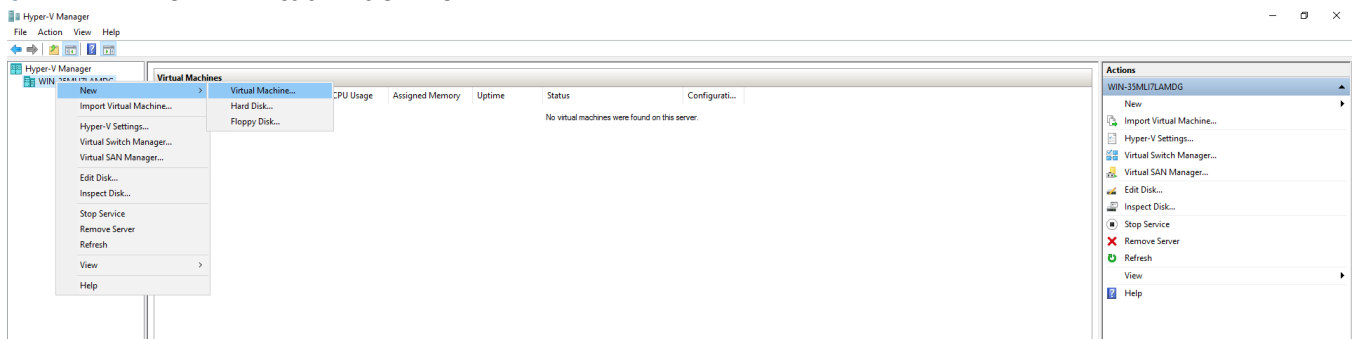 Hyper-V Manager
File Action View Help
Hyper-V Manager
Virtual Machines
CPU Usage Assigned Memory Uptime Status Configurati...
No virtual machines were found on this server.
New
Import Virtual Machine...
Hyper-V Settings...
Virtual Switch Manager...
Virtual SAN Manager...
Edit Disk...
Inspect Disk...
Stop Service
Remove Server
Refresh
View
Help
Virtual Machine...
Hard Disk...
Floppy Disk...
Actions
WIN-35MLI7LAMDG
New
Import Virtual Machine...
Hyper-V Settings...
Virtual Switch Manager...
Virtual SAN Manager...
Edit Disk...
Inspect Disk...
Stop Service
Remove Server
Refresh
View
Help